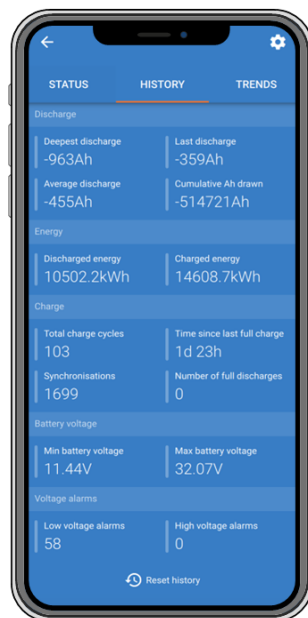 STATUS HISTORY TRENDS
Discharge
Deepest discharge Last discharge
-963Ah -359Ah
Average discharge Cumulative Ah drawn
-455Ah -514721Ah
Energy
Discharged energy Charged energy
10502.2kWh 14608.7kWh
Charge
Total charge cycles Time since last full charge
103 1d 23h
Synchronisations Number of full discharges
1699 0
Battery voltage
Min battery voltage Max battery voltage
11.44V 32.07V
Voltage alarms
Low voltage alarms High voltage alarms
58 0
Reset history